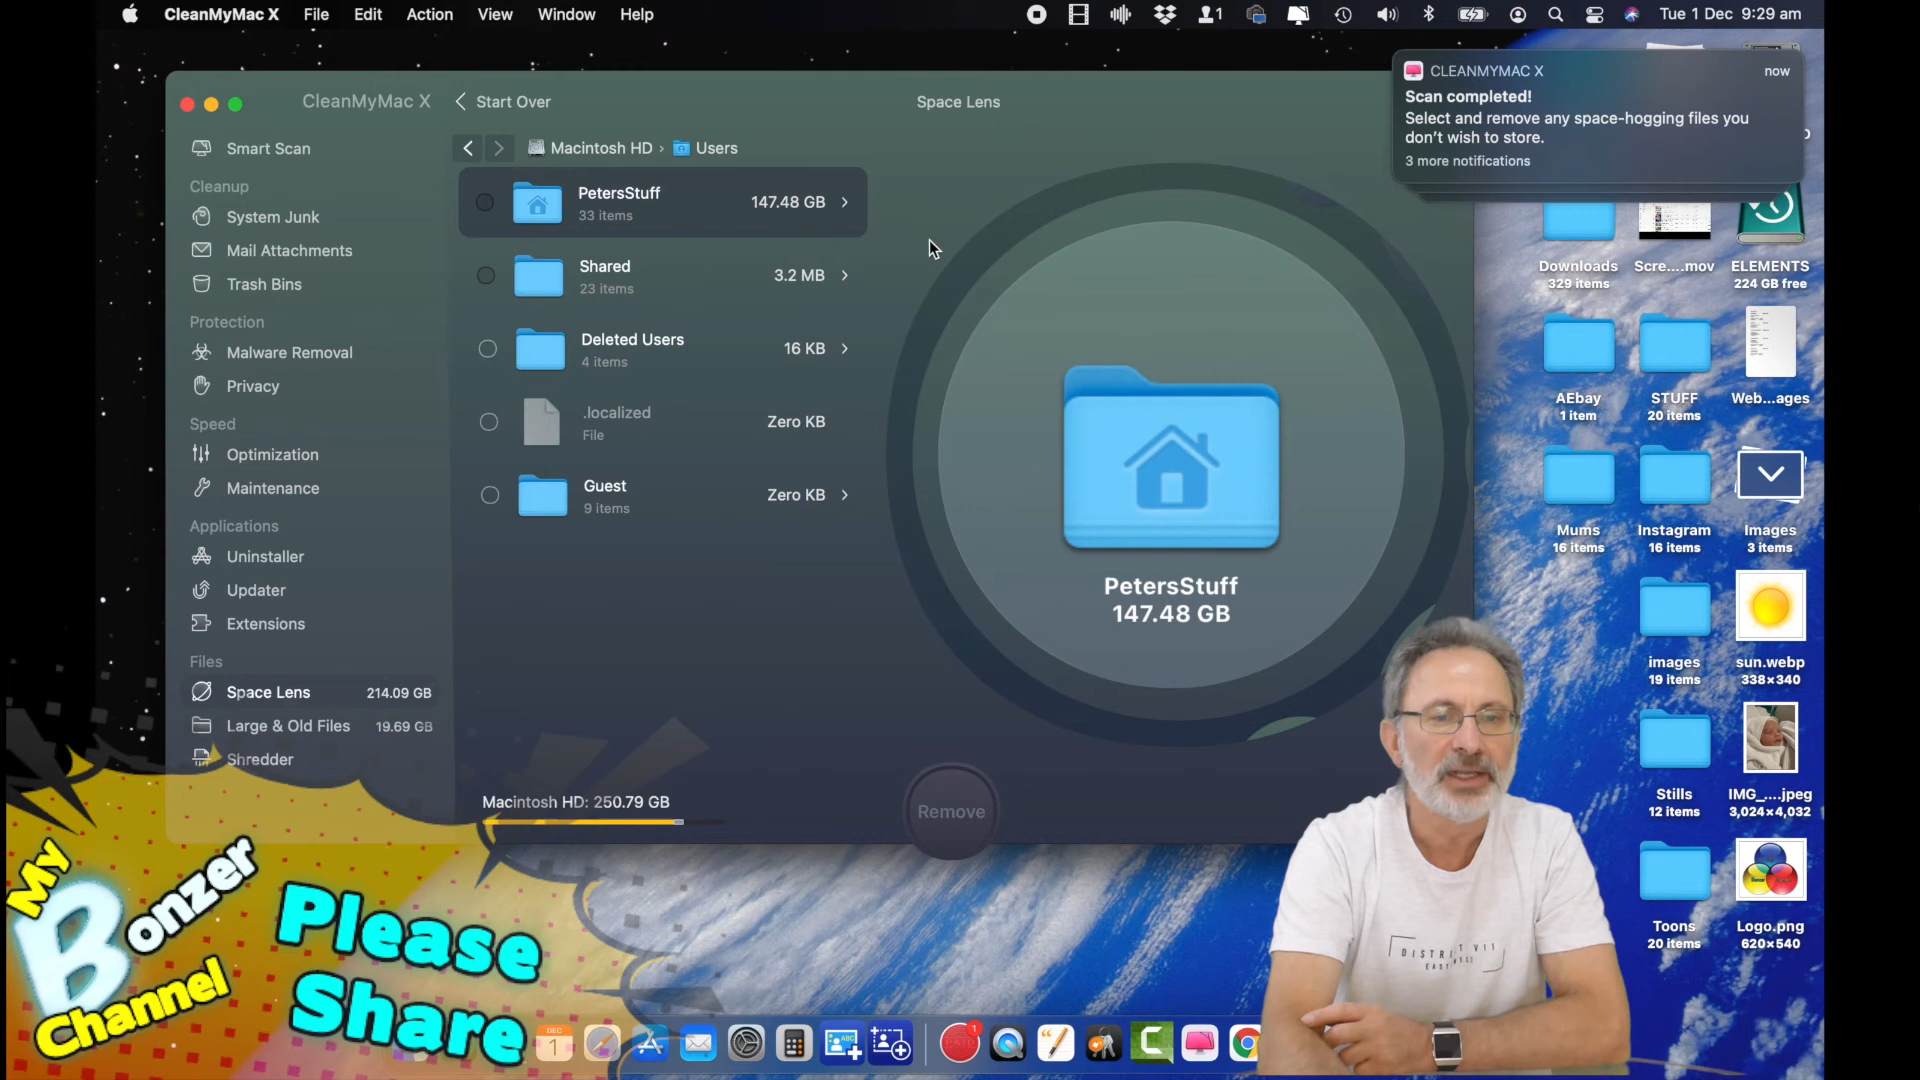 CleanMyMac X File Edit Action View Window Help
1
Tue 1 Dec 9:29 am
CLEANMYMAC X
now
Scan completed!
Select and remove any space-hogging files you
don't wish to store.
3 more notifications
CleanMyMac X
Start Over
Space Lens
Smart Scan
Cleanup
System Junk
Mail Attachments
Trash Bins
Protection
Malware Removal
Privacy
Speed
Optimization
Maintenance
Applications
Uninstaller
Updater
Extensions
Files
Space Lens 214.09 GB
Large & Old Files 19.69 GB
Shredder
Macintosh HD › Users
PetersStuff
33 items
147.48 GB
Shared
23 items
3.2 MB
Deleted Users
4 items
16 KB
.localized
File
Zero KB
Guest
9 items
Zero KB
PetersStuff
147.48 GB
Macintosh HD: 250.79 GB
Remove
Downloads
329 items
Scre....mov
ELEMENTS
224 GB free
AEbay
1 item
STUFF
20 items
Web...ages
Mums
16 items
Instagram
16 items
Images
3 items
images
19 items
sun.webp
338×340
Stills
12 items
IMG_....jpeg
3,024×4,032
Toons
20 items
Logo.png
620×540
My
Bonzer
Channel
Please
Share
DEC
1
ABC
1